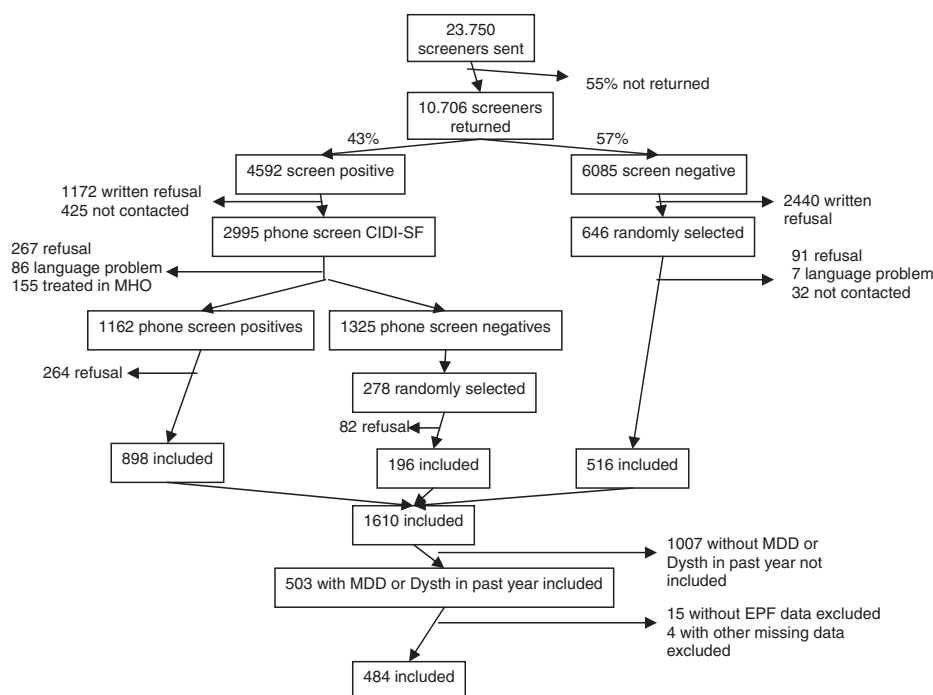 23.750
screeners sent
55% not returned
10.706 screeners
returned
43%
57%
4592 screen positive
6085 screen negative
1172 written refusal
425 not contacted
2440 written
refusal
2995 phone screen CIDI-SF
646 randomly selected
267 refusal
86 language problem
155 treated in MHO
91 refusal
7 language problem
32 not contacted
1162 phone screen positives
1325 phone screen negatives
264 refusal
278 randomly selected
82 refusal
898 included
196 included
516 included
1610 included
1007 without MDD or
Dysth in past year not
included
503 with MDD or Dysth in past year included
15 without EPF data excluded
4 with other missing data
excluded
484 included